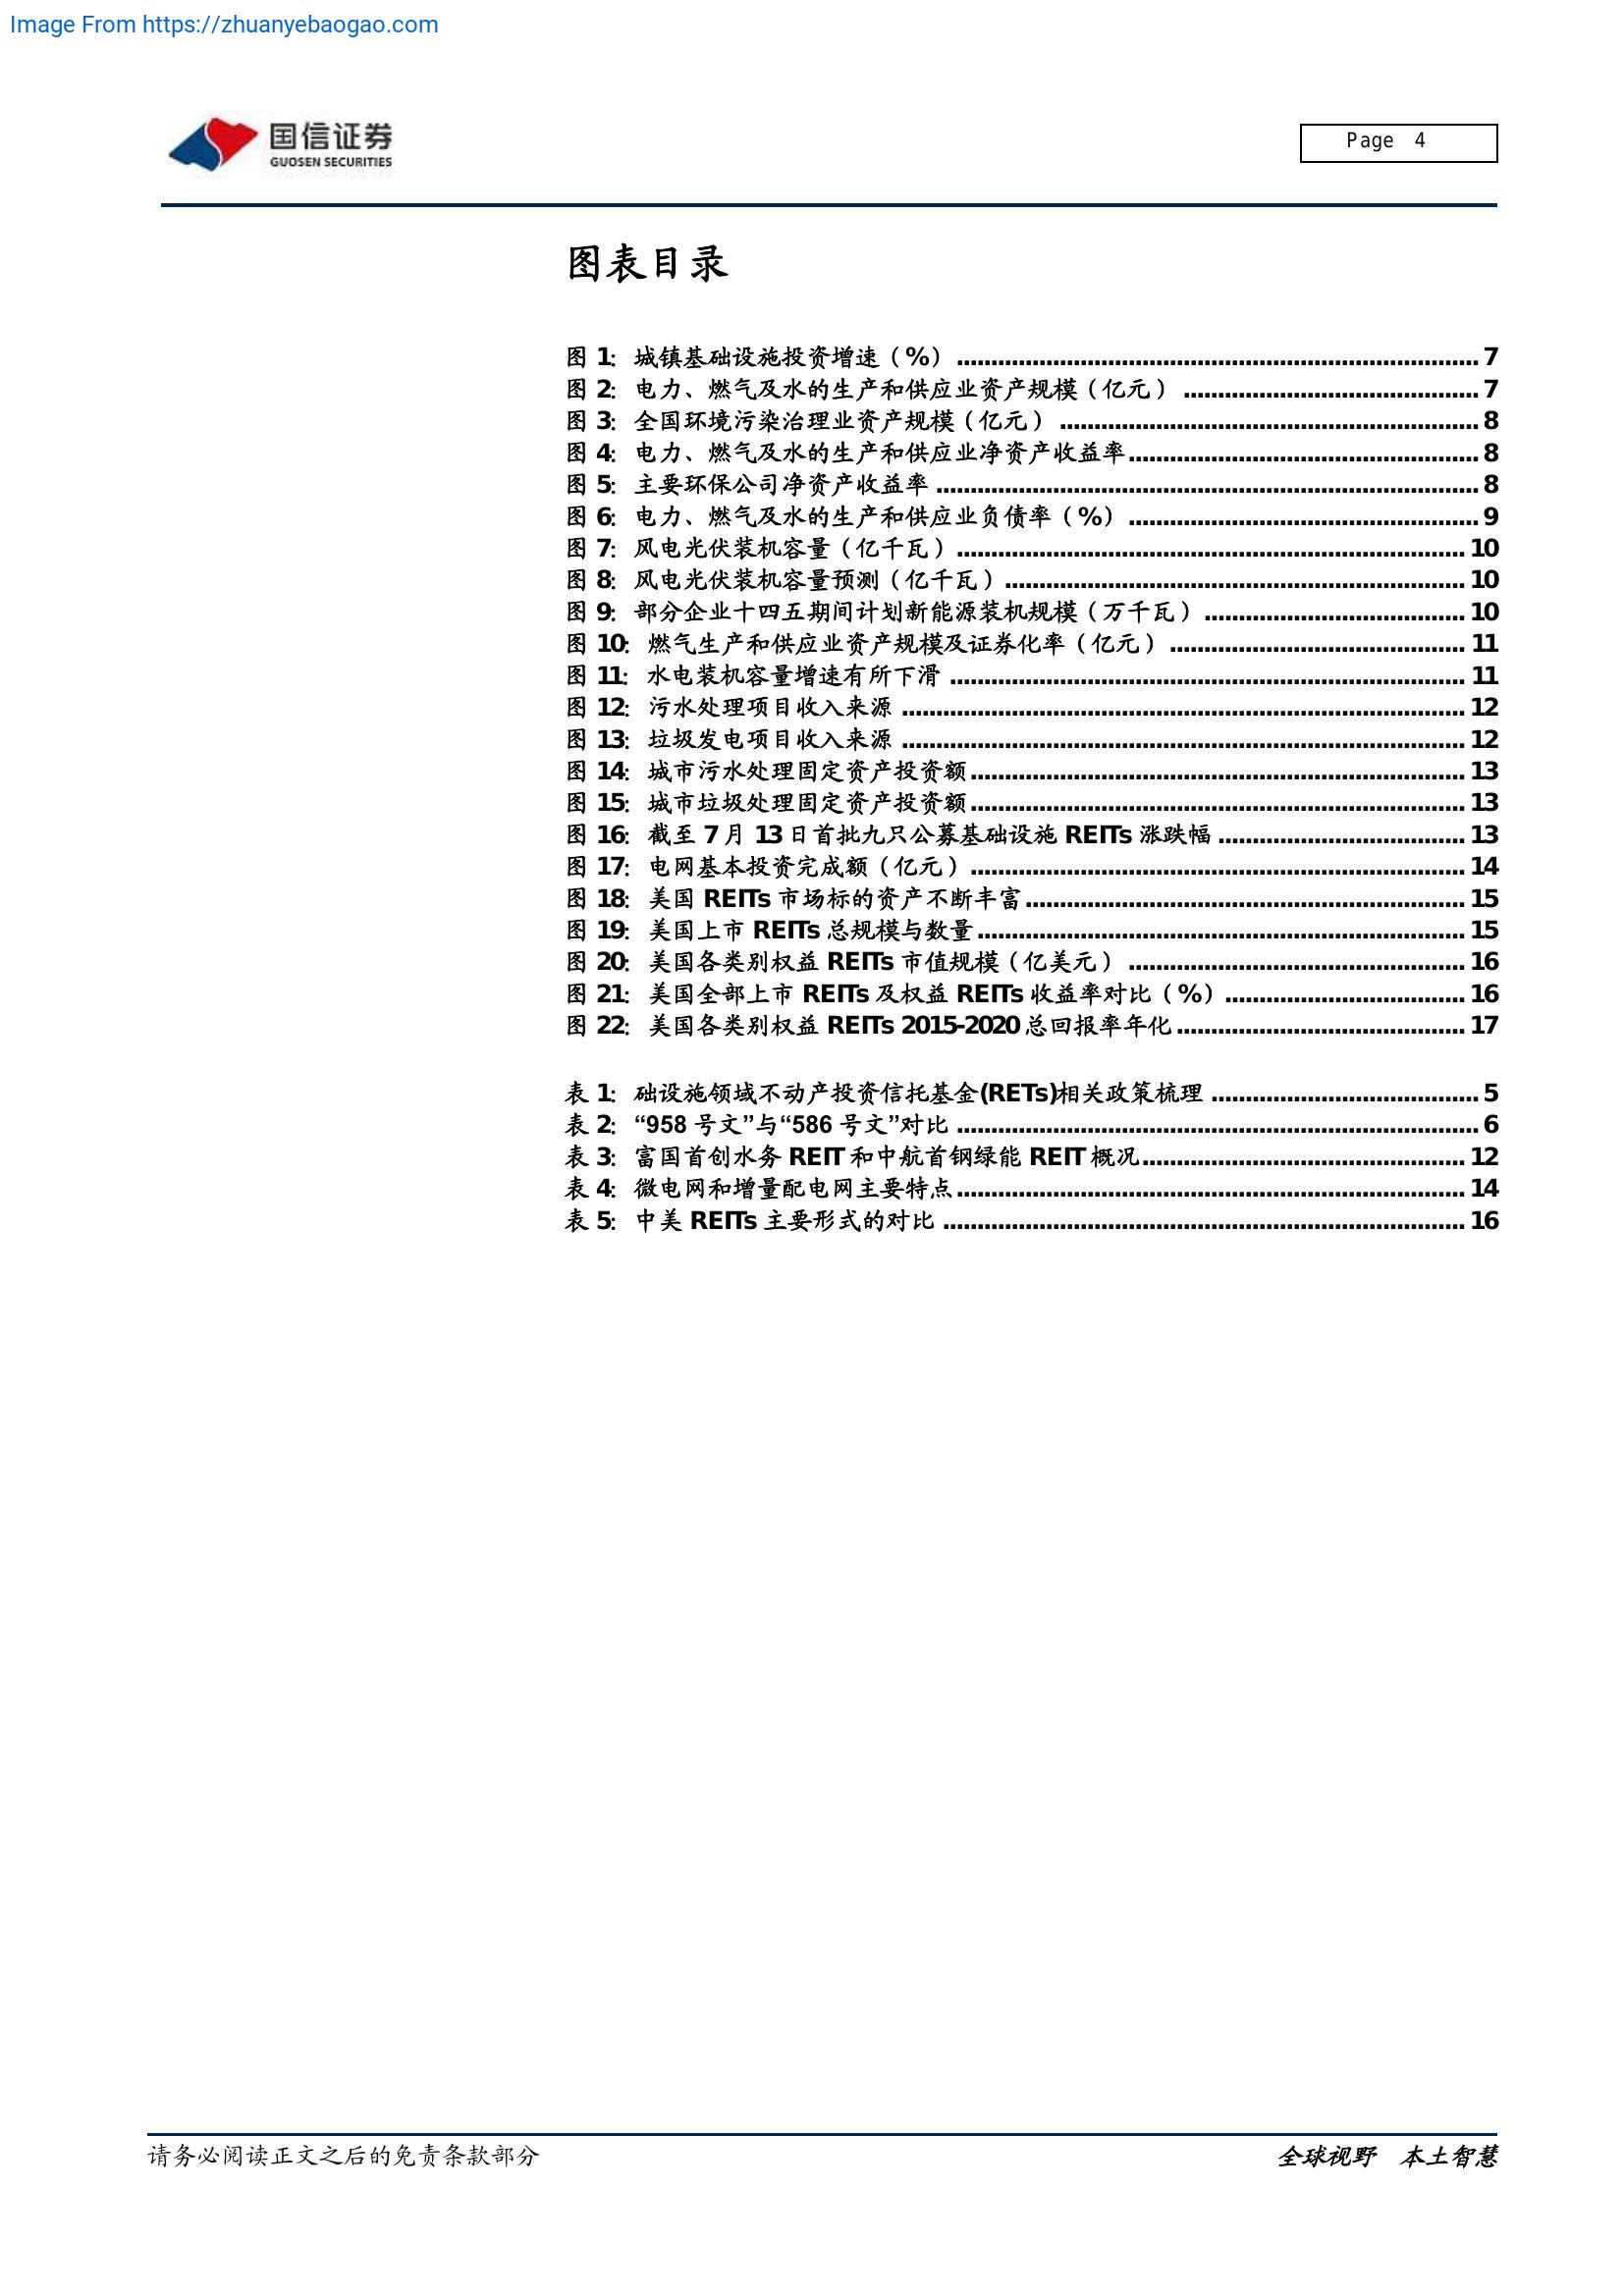 Image From https://zhuanyebaogao.com
国信证券
GUOSEN SECURITIES
Page 4
图表目录
图 1: 城镇基础设施投资增速（%） ........................................ 7
图 2: 电力、燃气及水的生产和供应业资产规模（亿元） ........................................ 7
图 3: 全国环境污染治理业资产规模（亿元） ........................................ 8
图 4: 电力、燃气及水的生产和供应业净资产收益率 ........................................ 8
图 5: 主要环保公司净资产收益率 ........................................ 8
图 6: 电力、燃气及水的生产和供应业负债率（%） ........................................ 9
图 7: 风电光伏装机容量（亿千瓦） ........................................ 10
图 8: 风电光伏装机容量预测（亿千瓦） ........................................ 10
图 9: 部分企业十四五期间计划新能源装机规模（万千瓦） ........................................ 10
图 10: 燃气生产和供应业资产规模及证券化率（亿元） ........................................ 11
图 11: 水电装机容量增速有所下滑 ........................................ 11
图 12: 污水处理项目收入来源 ........................................ 12
图 13: 垃圾发电项目收入来源 ........................................ 12
图 14: 城市污水处理固定资产投资额 ........................................ 13
图 15: 城市垃圾处理固定资产投资额 ........................................ 13
图 16: 截至 7 月 13 日首批九只公募基础设施 REITs 涨跌幅 ........................................ 13
图 17: 电网基本投资完成额（亿元） ........................................ 14
图 18: 美国 REITs 市场标的资产不断丰富 ........................................ 15
图 19: 美国上市 REITs 总规模与数量 ........................................ 15
图 20: 美国各类别权益 REITs 市值规模（亿美元） ........................................ 16
图 21: 美国全部上市 REITs 及权益 REITs 收益率对比（%） ........................................ 16
图 22: 美国各类别权益 REITs 2015-2020 总回报率年化 ........................................ 17
表 1: 础设施领域不动产投资信托基金(RETs)相关政策梳理 ........................................ 5
表 2: “958 号文”与“586 号文”对比 ........................................ 6
表 3: 富国首创水务 REIT 和中航首钢绿能 REIT 概况 ........................................ 12
表 4: 微电网和增量配电网主要特点 ........................................ 14
表 5: 中美 REITs 主要形式的对比 ........................................ 16
请务必阅读正文之后的免责条款部分
全球视野 本土智慧